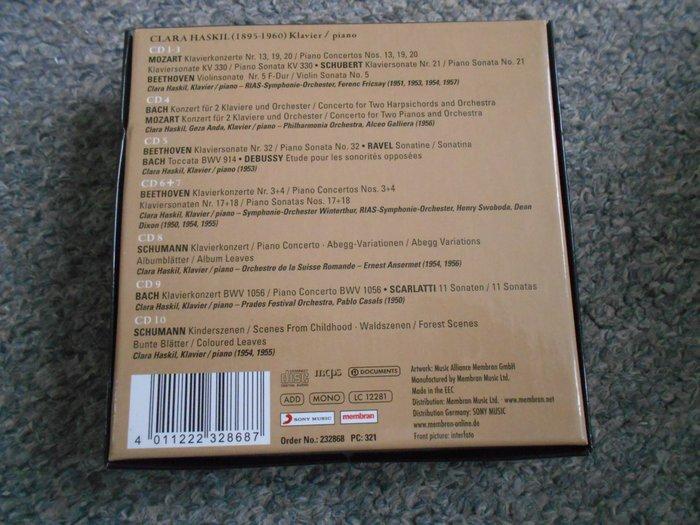 CLARA HASKIL (1895-1960) Klavier / piano
CD 1-3
MOZART Klavierkonzerte Nr. 13, 19, 20 / Piano Concertos Nos. 13, 19, 20
Klaviersonate KV 330 / Piano Sonata KV 330 • SCHUBERT Klaviersonate Nr. 21 / Piano Sonata No. 21
BEETHOVEN Violinsonate Nr. 5 F-Dur / Violin Sonata No. 5
Clara Haskil, Klavier / piano – RIAS-Symphonie-Orchester, Ferenc Fricsay (1951, 1953, 1954, 1957)
CD 4
BACH Konzert für 2 Klaviere und Orchester / Concerto for Two Harpsichords and Orchestra
MOZART Konzert für 2 Klaviere und Orchester / Concerto for Two Pianos and Orchestra
Clara Haskil, Geza Anda, Klavier / piano – Philharmonia Orchestra, Alceo Galliera (1956)
CD 5
BEETHOVEN Klaviersonate Nr. 32 / Piano Sonata No. 32 • RAVEL Sonatine / Sonatina
BACH Toccata BWV 914 • DEBUSSY Etude pour les sonorités opposées
Clara Haskil, Klavier / piano (1953)
CD 6+7
BEETHOVEN Klavierkonzerte Nr. 3+4 / Piano Concertos Nos. 3+4
Klaviersonaten Nr. 17+18 / Piano Sonatas Nos. 17+18
Clara Haskil, Klavier / piano – Symphonie-Orchester Winterthur, RIAS-Symphonie-Orchester, Henry Swoboda, Dean
Dixon (1950, 1954, 1955)
CD 8
SCHUMANN Klavierkonzert / Piano Concerto · Abegg-Variationen / Abegg Variations
Albumblätter / Album Leaves
Clara Haskil, Klavier / piano – Orchestre de la Suisse Romande – Ernest Ansermet (1954, 1956)
CD 9
BACH Klavierkonzert BWV 1056 / Piano Concerto BWV 1056 • SCARLATTI 11 Sonaten / 11 Sonatas
Clara Haskil, Klavier / piano – Prades Festival Orchestra, Pablo Casals (1950)
CD 10
SCHUMANN Kinderszenen / Scenes From Childhood · Waldszenen / Forest Scenes
Bunte Blätter / Coloured Leaves
Clara Haskil, Klavier / piano (1954, 1955)
COMPACT disc DIGITAL AUDIO mcps DOCUMENTS
ADD MONO LC 12281
SONY MUSIC membran
Order No.: 232868 PC: 321
4 011222 328687
Artwork: Music Alliance Membran GmbH
Manufactured by Membran Music Ltd.
Made in the EEC
Distribution: Membran Music Ltd. · www.membran.net
Distribution Germany: SONY MUSIC
www.membran-online.de
Front picture: interfoto